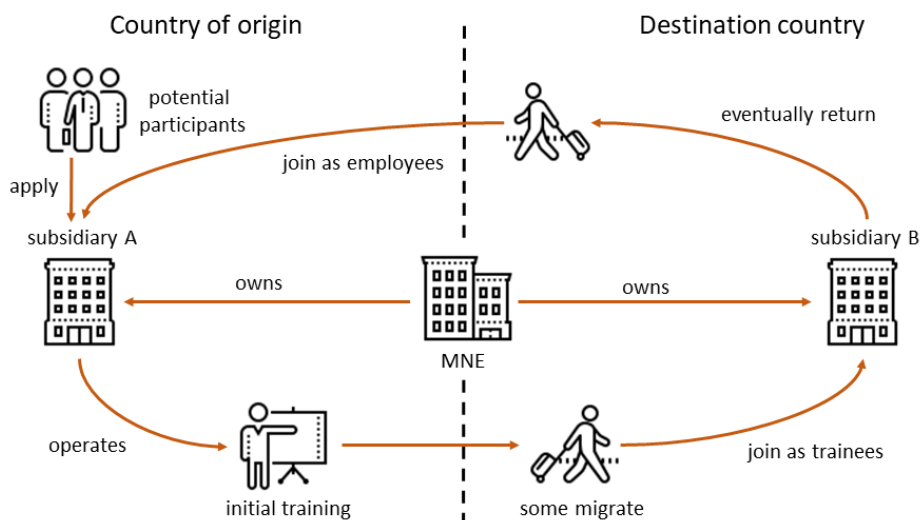 Country of origin
Destination country
potential
participants
eventually return
join as employees
apply
subsidiary A
subsidiary B
owns
owns
MNE
operates
join as trainees
initial training
some migrate